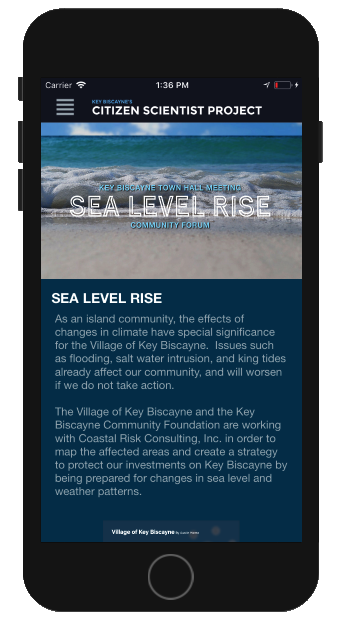 Carrier 1:36 PM
KEY BISCAYNE'S
CITIZEN SCIENTIST PROJECT
KEY BISCAYNE TOWN HALL MEETING
SEA LEVEL RISE
COMMUNITY FORUM
SEA LEVEL RISE
As an island community, the effects of
changes in climate have special significance
for the Village of Key Biscayne. Issues such
as flooding, salt water intrusion, and king tides
already affect our community, and will worsen
if we do not take action.
The Village of Key Biscayne and the Key
Biscayne Community Foundation are working
with Coastal Risk Consulting, Inc. in order to
map the affected areas and create a strategy
to protect our investments on Key Biscayne by
being prepared for changes in sea level and
weather patterns.
Village of Key Biscayne